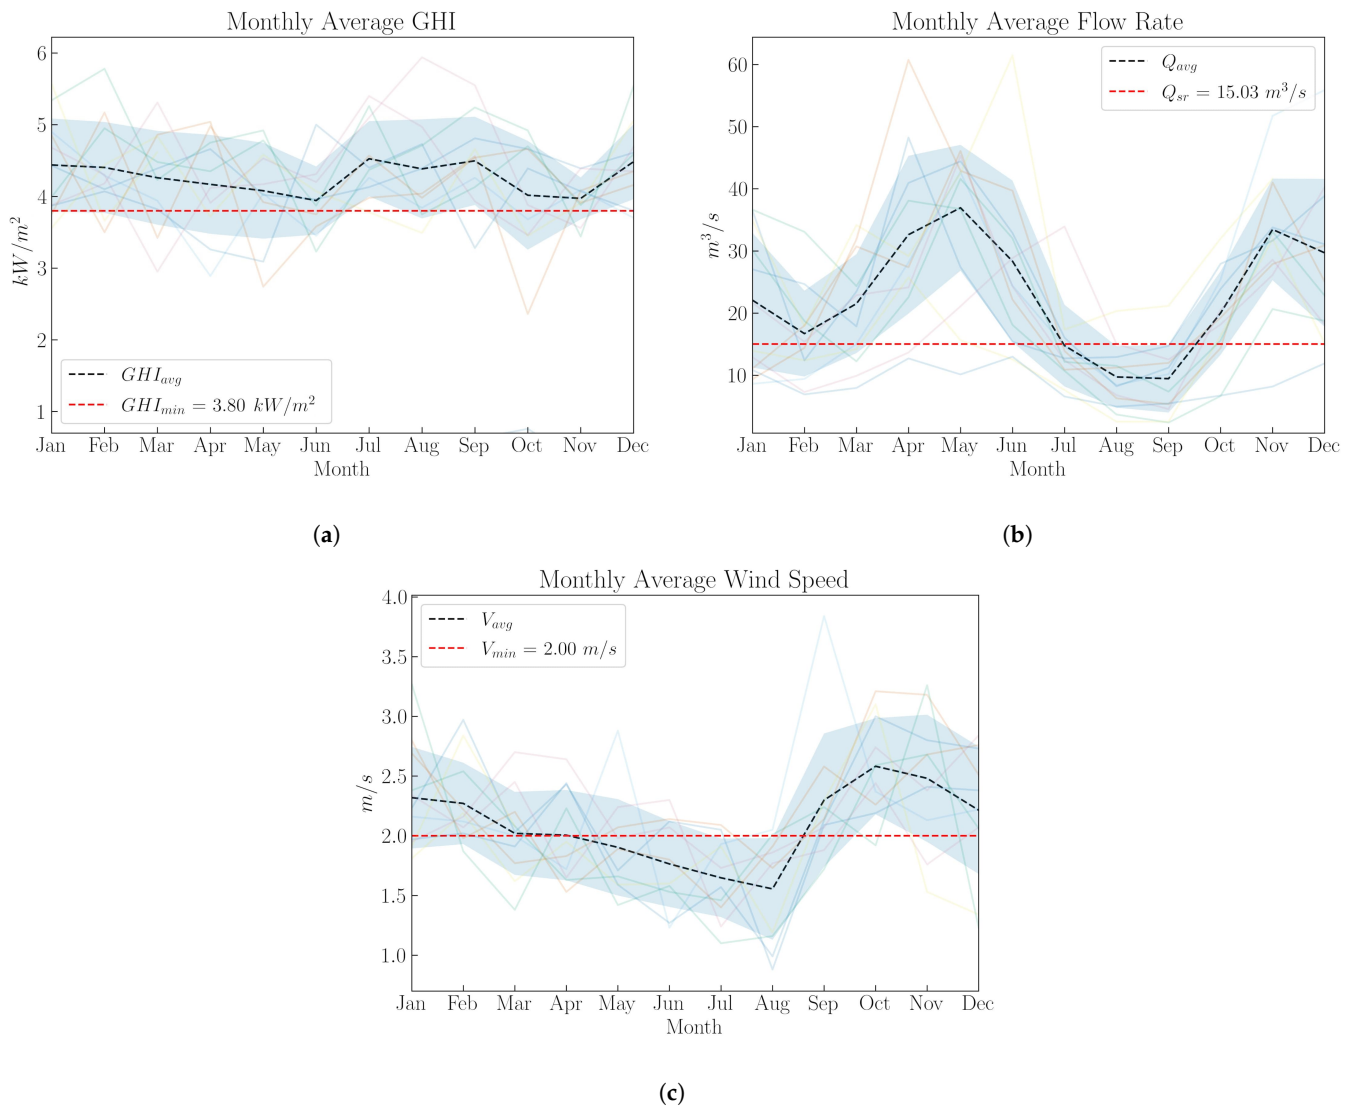 Monthly Average GHI
6
5
4
3
2
1
kW/m²
GHI_avg
GHI_min = 3.80 kW/m²
Jan Feb Mar Apr May Jun Jul Aug Sep Oct Nov Dec
Month
(a)
Monthly Average Flow Rate
60
50
40
30
20
10
m³/s
Q_avg
Q_sr = 15.03 m³/s
Jan Feb Mar Apr May Jun Jul Aug Sep Oct Nov Dec
Month
(b)
Monthly Average Wind Speed
4.0
3.5
3.0
2.5
2.0
1.5
1.0
m/s
V_avg
V_min = 2.00 m/s
Jan Feb Mar Apr May Jun Jul Aug Sep Oct Nov Dec
Month
(c)